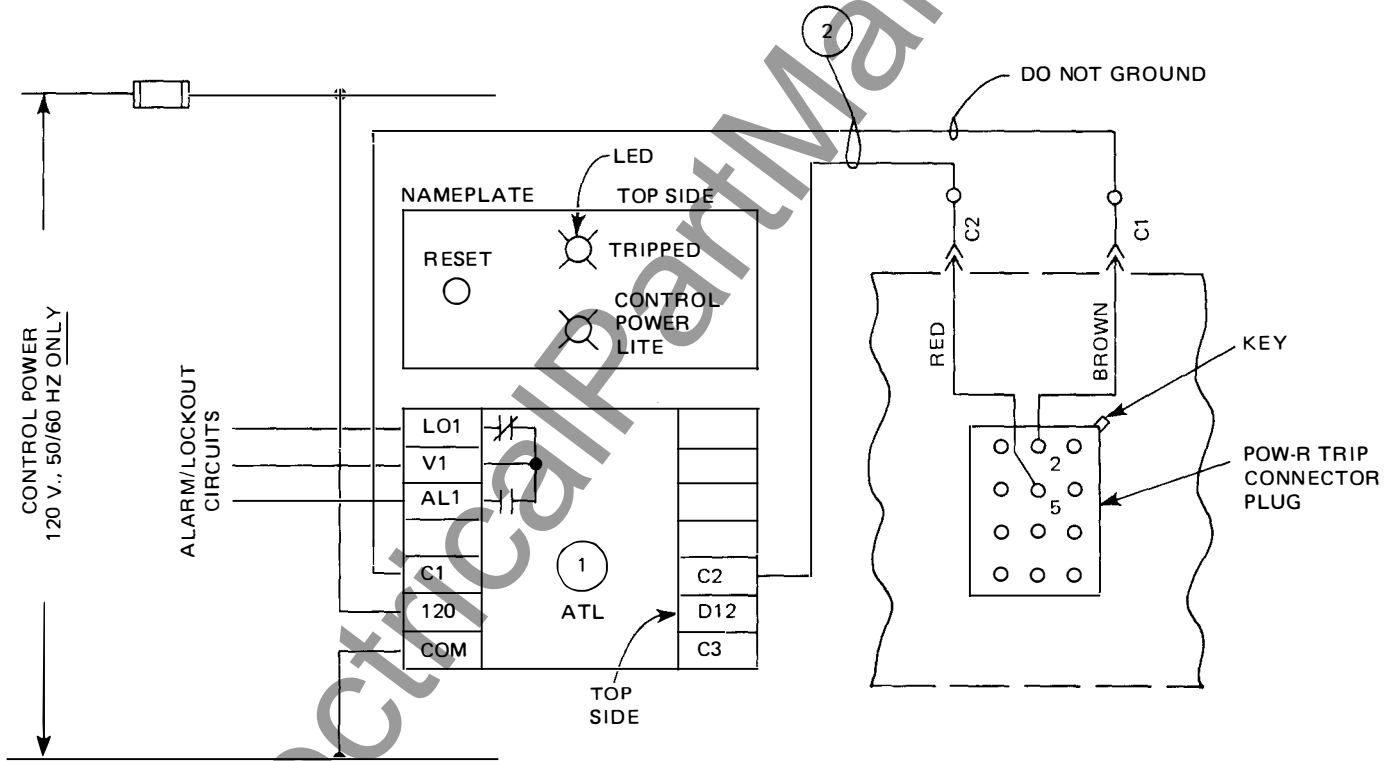 2
DO NOT GROUND
LED
NAMEPLATE
TOP SIDE
RESET
TRIPPED
CONTROL
POWER
LITE
C2
C1
RED
BROWN
KEY
POW-R TRIP
CONNECTOR
PLUG
2
5
CONTROL POWER
120 V., 50/60 HZ ONLY
ALARM/LOCKOUT
CIRCUITS
LO1
V1
AL1
C1
120
COM
1
ATL
C2
D12
C3
TOP
SIDE
ectricalPartMa